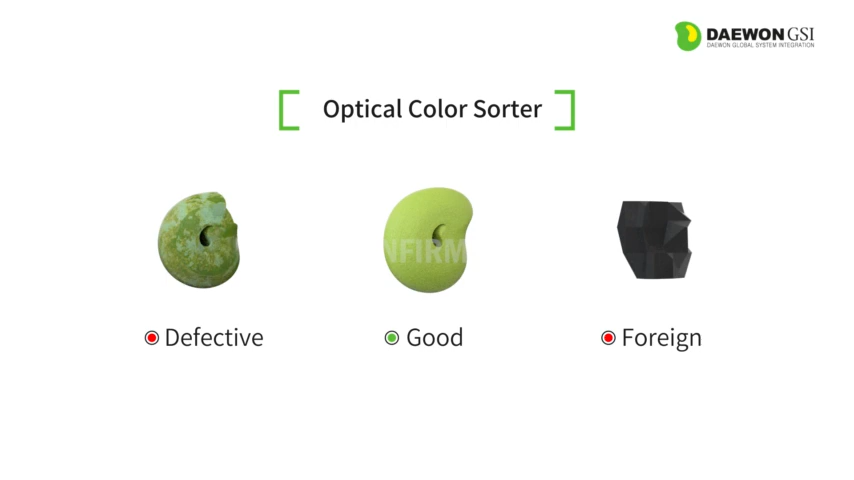 DAEWON GSI
DAEWON GLOBAL SYSTEM INTEGRATION
Optical Color Sorter
Defective
Good
Foreign